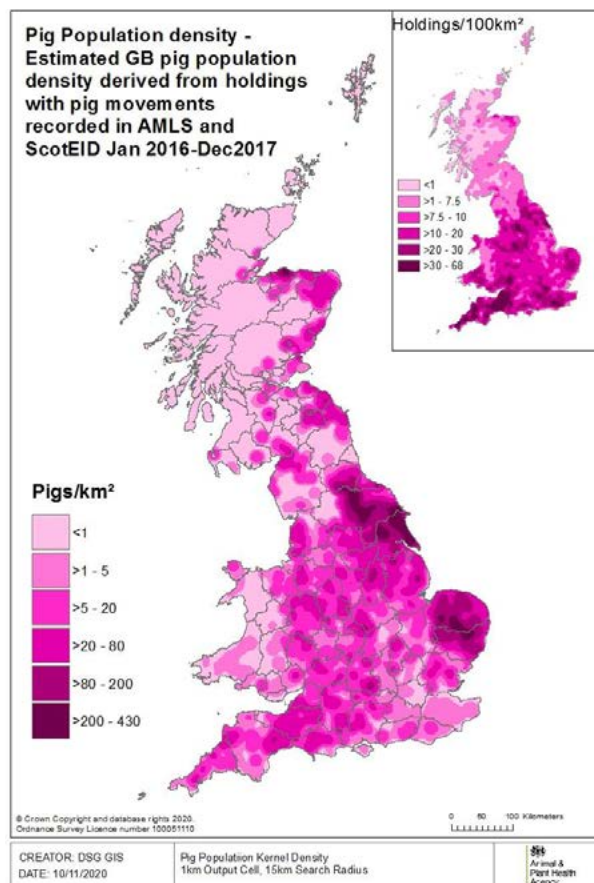 Pig Population density -
Estimated GB pig population
density derived from holdings
with pig movements
recorded in AMLS and
ScotEID Jan 2016-Dec2017
Holdings/100km²
<1
>1 - 7.5
>7.5 - 10
>10 - 20
>20 - 30
>30 - 68
Pigs/km²
<1
>1 - 5
>5 - 20
>20 - 80
>80 - 200
>200 - 430
© Crown Copyright and database rights 2020.
Ordnance Survey Licence number 100051110
0 50 100 Kilometers
CREATOR: DSG GIS
DATE: 10/11/2020
Pig Population Kernel Density
1km Output Cell, 15km Search Radius
Animal &
Plant Health
Agency